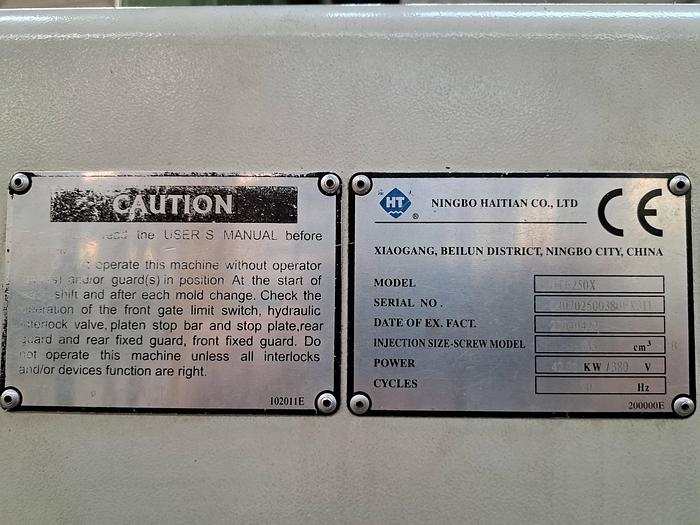 CAUTION
the USER S MANUAL before
operate this machine without operator
and/or guard(s) in position. At the start of
shift and after each mold change. Check the
operation of the front gate limit switch, hydraulic
interlock valve, platen stop bar and stop plate,rear
guard and rear fixed guard, front fixed guard. Do
not operate this machine unless all interlocks
and/or devices function are right.
102011E
HT
®
NINGBO HAITIAN CO., LTD
CE
XIAOGANG, BEILUN DISTRICT, NINGBO CITY, CHINA
MODEL
SERIAL NO .
DATE OF EX. FACT.
INJECTION SIZE-SCREW MODEL cm³
POWER KW / 380 V
CYCLES Hz
200000E